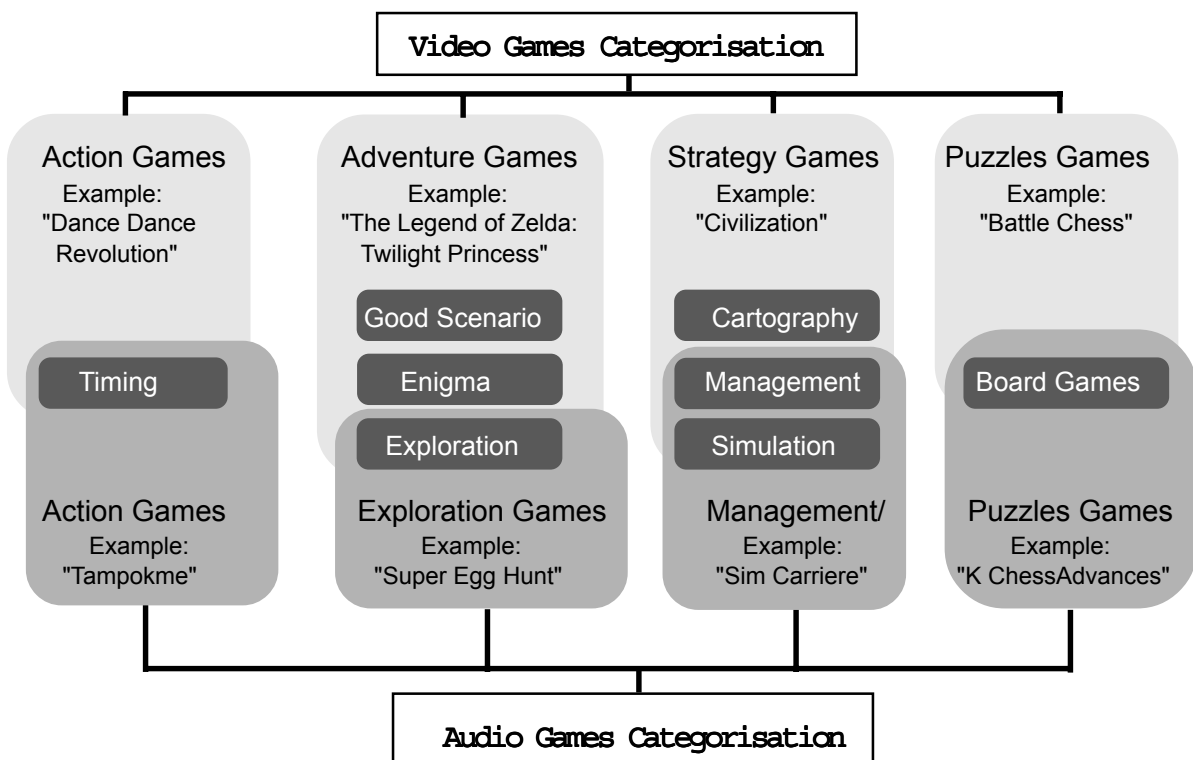 Video Games Categorisation
Action Games
Example:
"Dance Dance
Revolution"
Timing
Adventure Games
Example:
"The Legend of Zelda:
Twilight Princess"
Good Scenario
Enigma
Exploration
Strategy Games
Example:
"Civilization"
Cartography
Management
Simulation
Puzzles Games
Example:
"Battle Chess"
Board Games
Action Games
Example:
"Tampokme"
Exploration Games
Example:
"Super Egg Hunt"
Management/
Example:
"Sim Carriere"
Puzzles Games
Example:
"K ChessAdvances"
Audio Games Categorisation